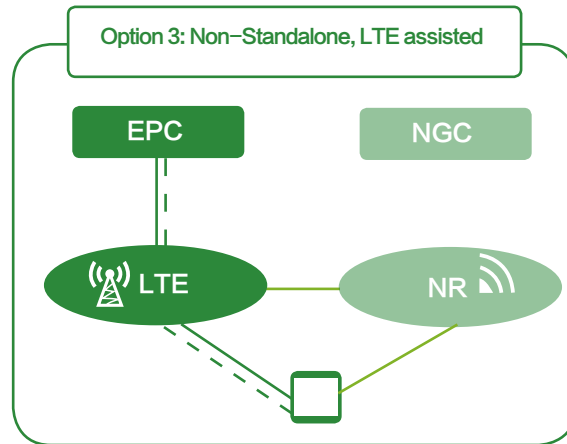 Option 3: Non-Standalone, LTE assisted
EPC
NGC
LTE
NR